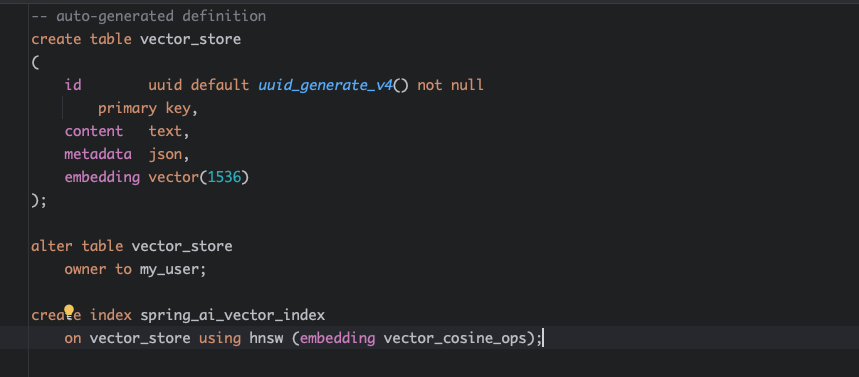 -- auto-generated definition
create table vector_store
(
    id        uuid default uuid_generate_v4() not null
        primary key,
    content   text,
    metadata  json,
    embedding vector(1536)
);
alter table vector_store
    owner to my_user;
create index spring_ai_vector_index
    on vector_store using hnsw (embedding vector_cosine_ops);